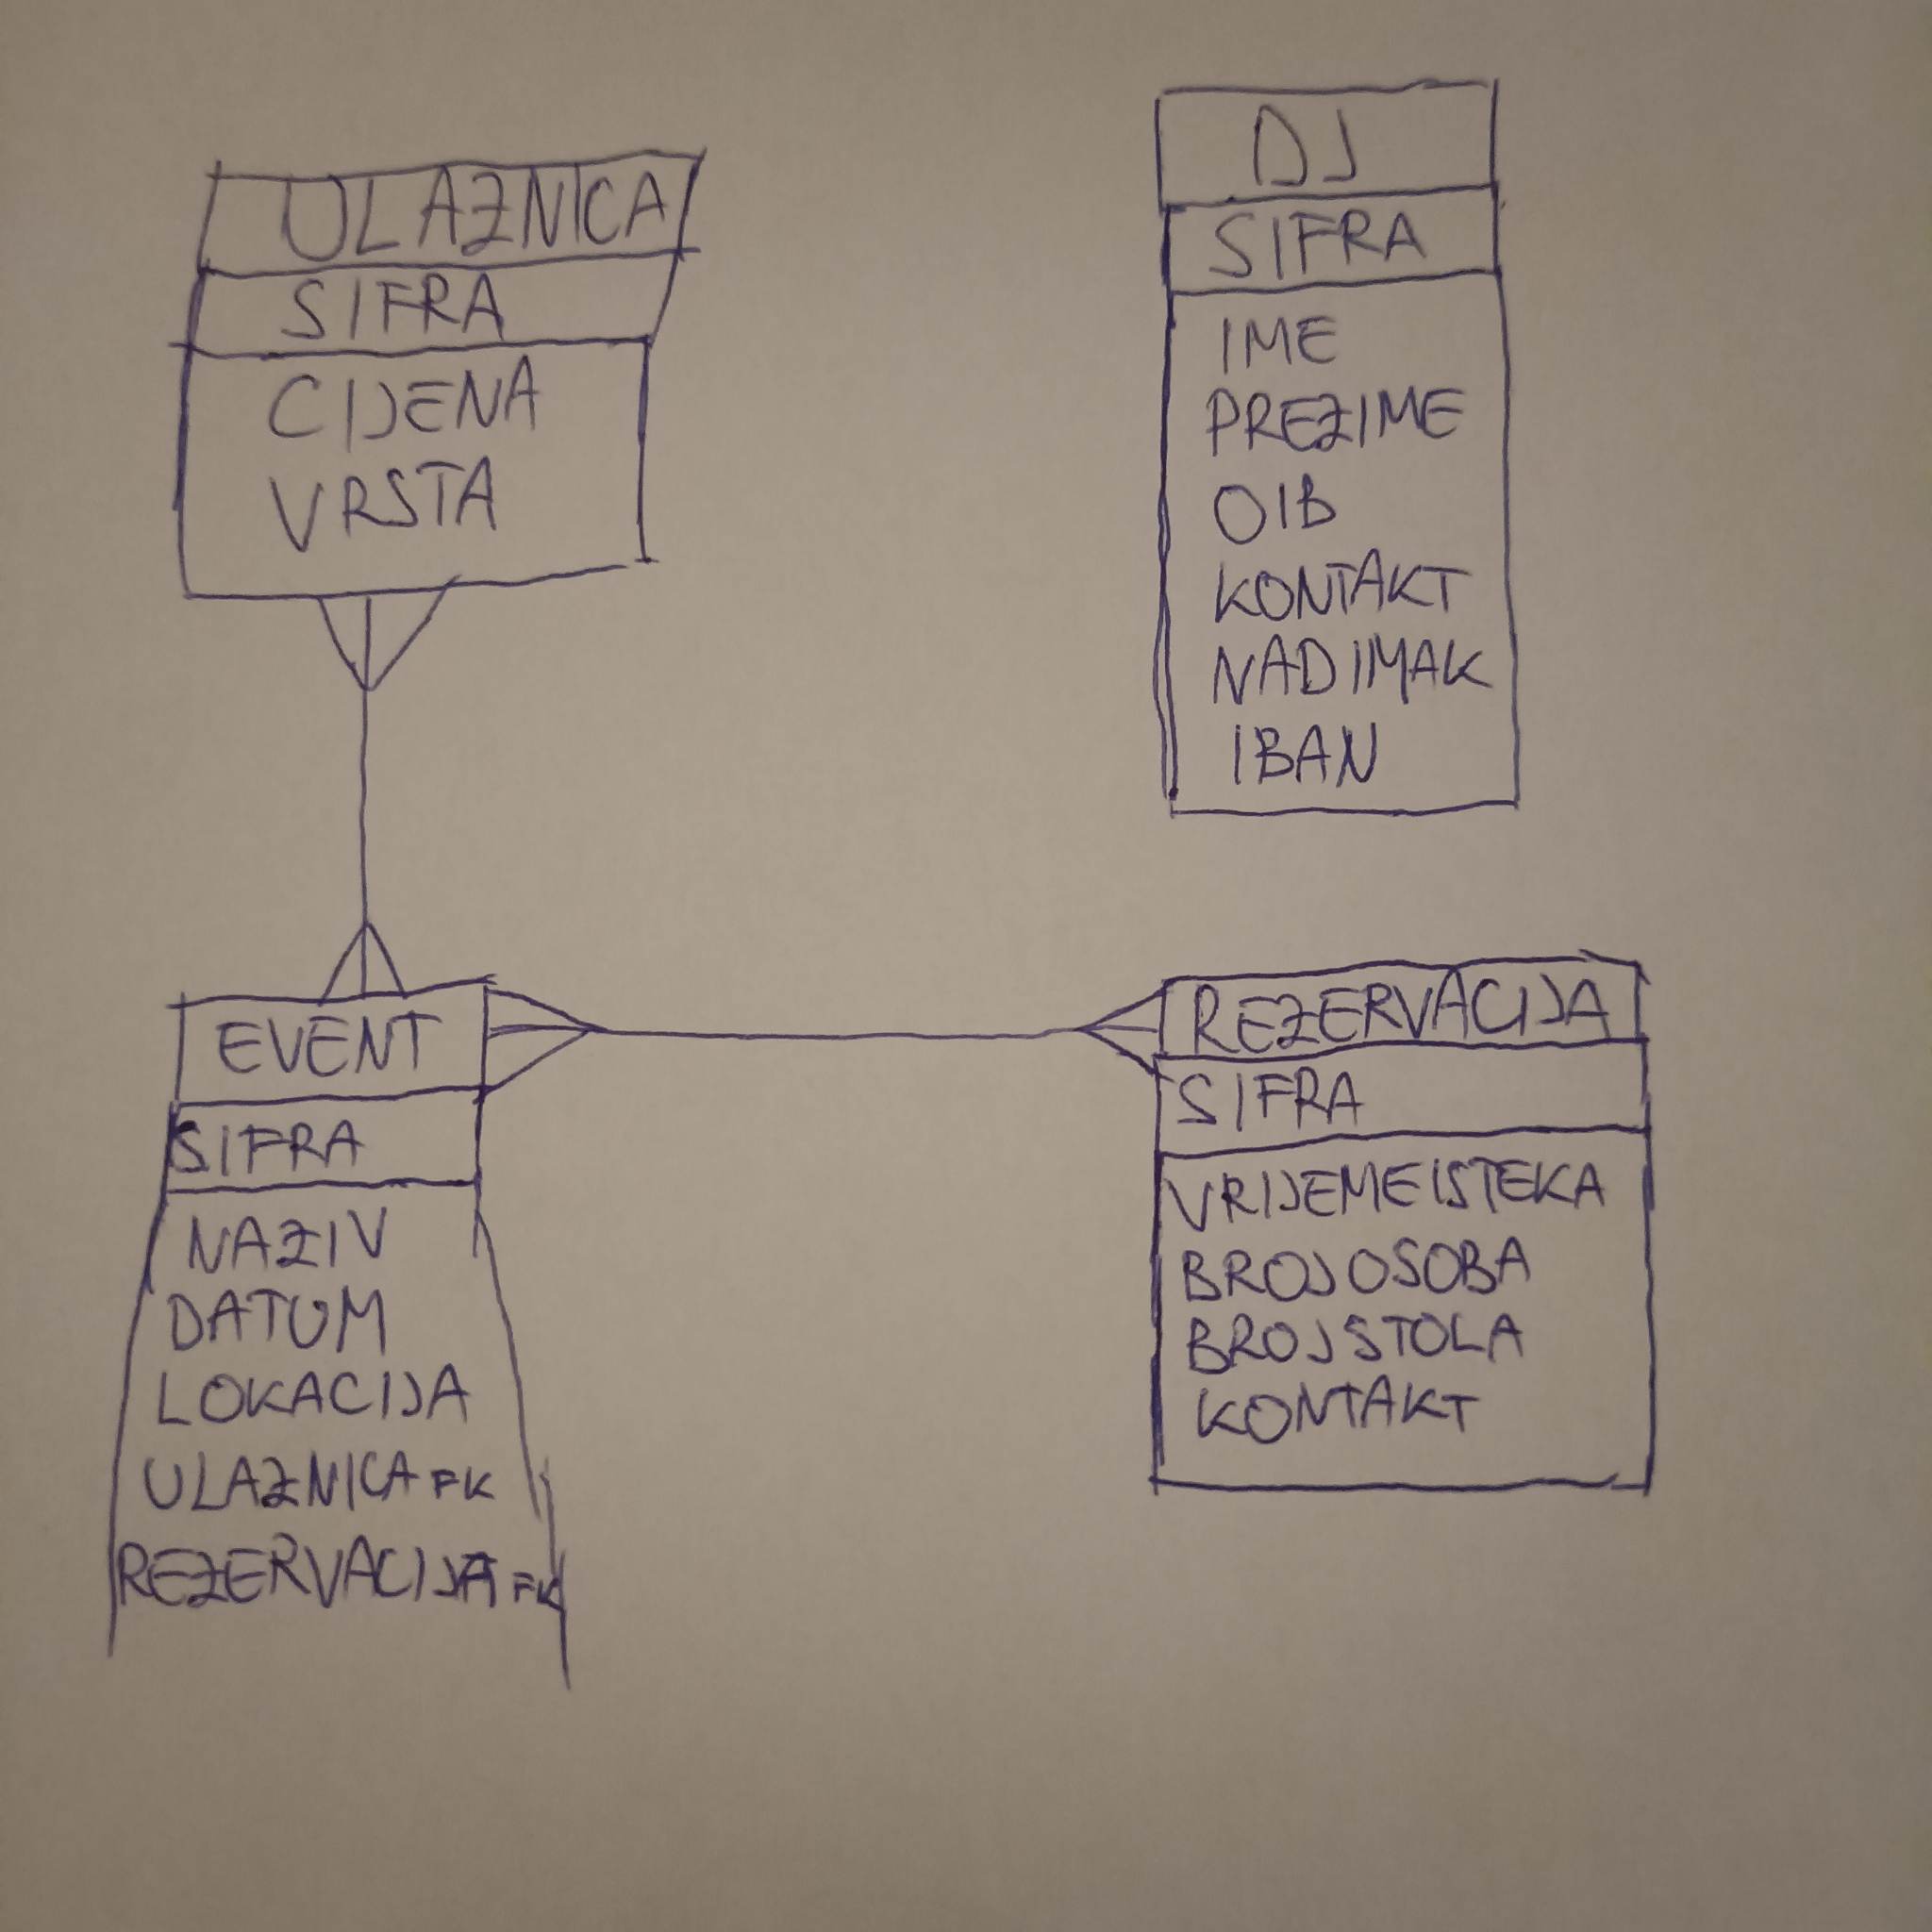 ULAZNICA
SIFRA
CIJENA
VRSTA
DJ
SIFRA
IME
PREZIME
OIB
KONTAKT
NADIMAK
IBAN
EVENT
SIFRA
NAZIV
DATUM
LOKACIJA
ULAZNICA FK
REZERVACIJA FK
REZERVACIJA
SIFRA
VRIJEMEISTEKA
BROJOSOBA
BROJSTOLA
KONTAKT